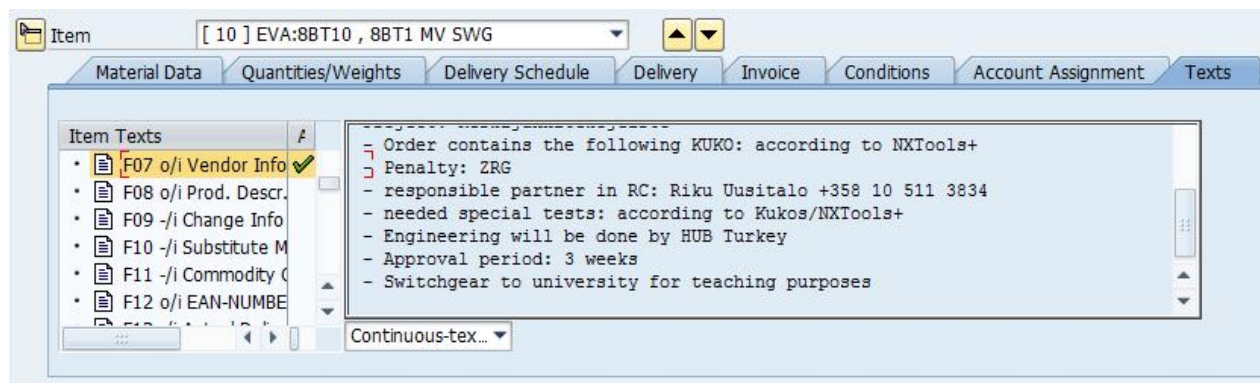 Item [ 10 ] EVA:8BT10 , 8BT1 MV SWG
Material Data Quantities/Weights Delivery Schedule Delivery Invoice Conditions Account Assignment Texts
Item Texts
F07 o/i Vendor Info
F08 o/i Prod. Descr.
F09 -/i Change Info
F10 -/i Substitute M
F11 -/i Commodity
F12 o/i EAN-NUMBE
- Order contains the following KUKO: according to NXTools+
- Penalty: ZRG
- responsible partner in RC: Riku Uusitalo +358 10 511 3834
- needed special tests: according to Kukos/NXTools+
- Engineering will be done by HUB Turkey
- Approval period: 3 weeks
- Switchgear to university for teaching purposes
Continuous-tex...